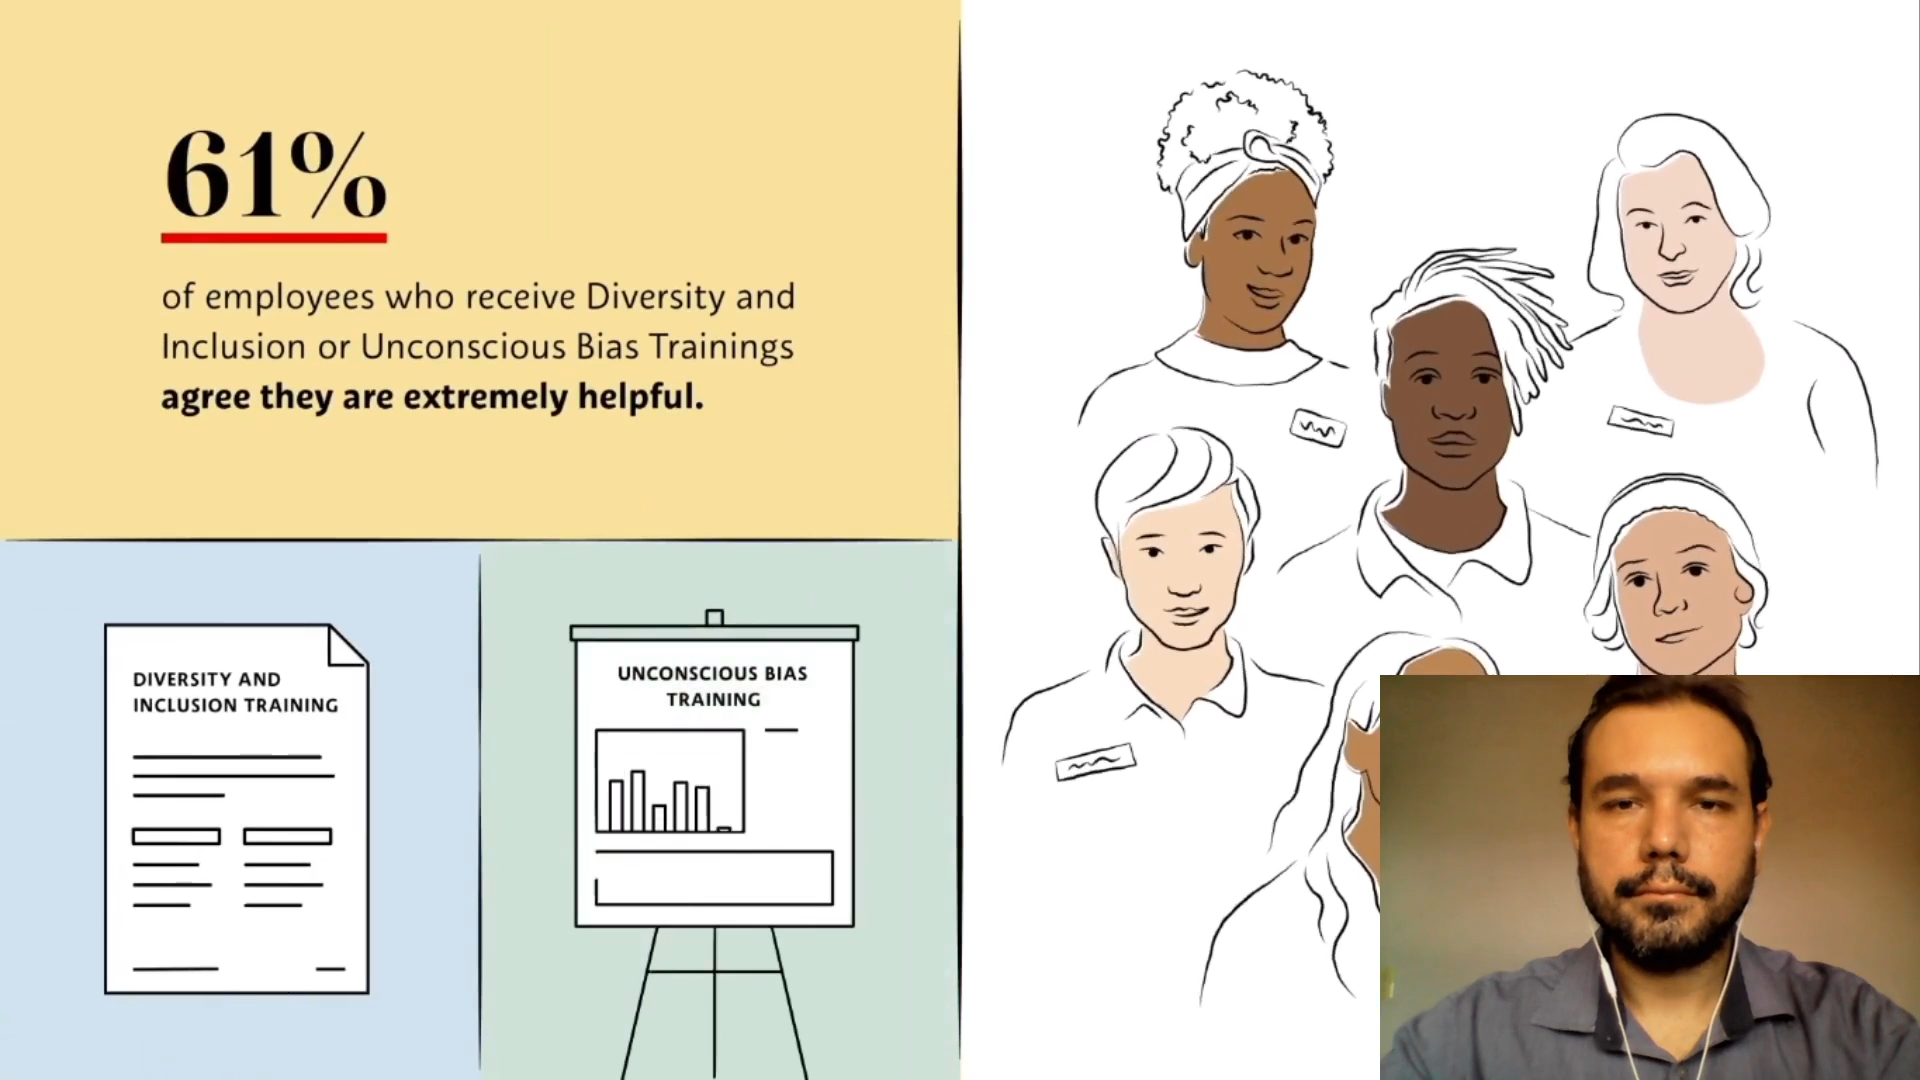 61%
of employees who receive Diversity and
Inclusion or Unconscious Bias Trainings
agree they are extremely helpful.
DIVERSITY AND
INCLUSION TRAINING
UNCONSCIOUS BIAS
TRAINING